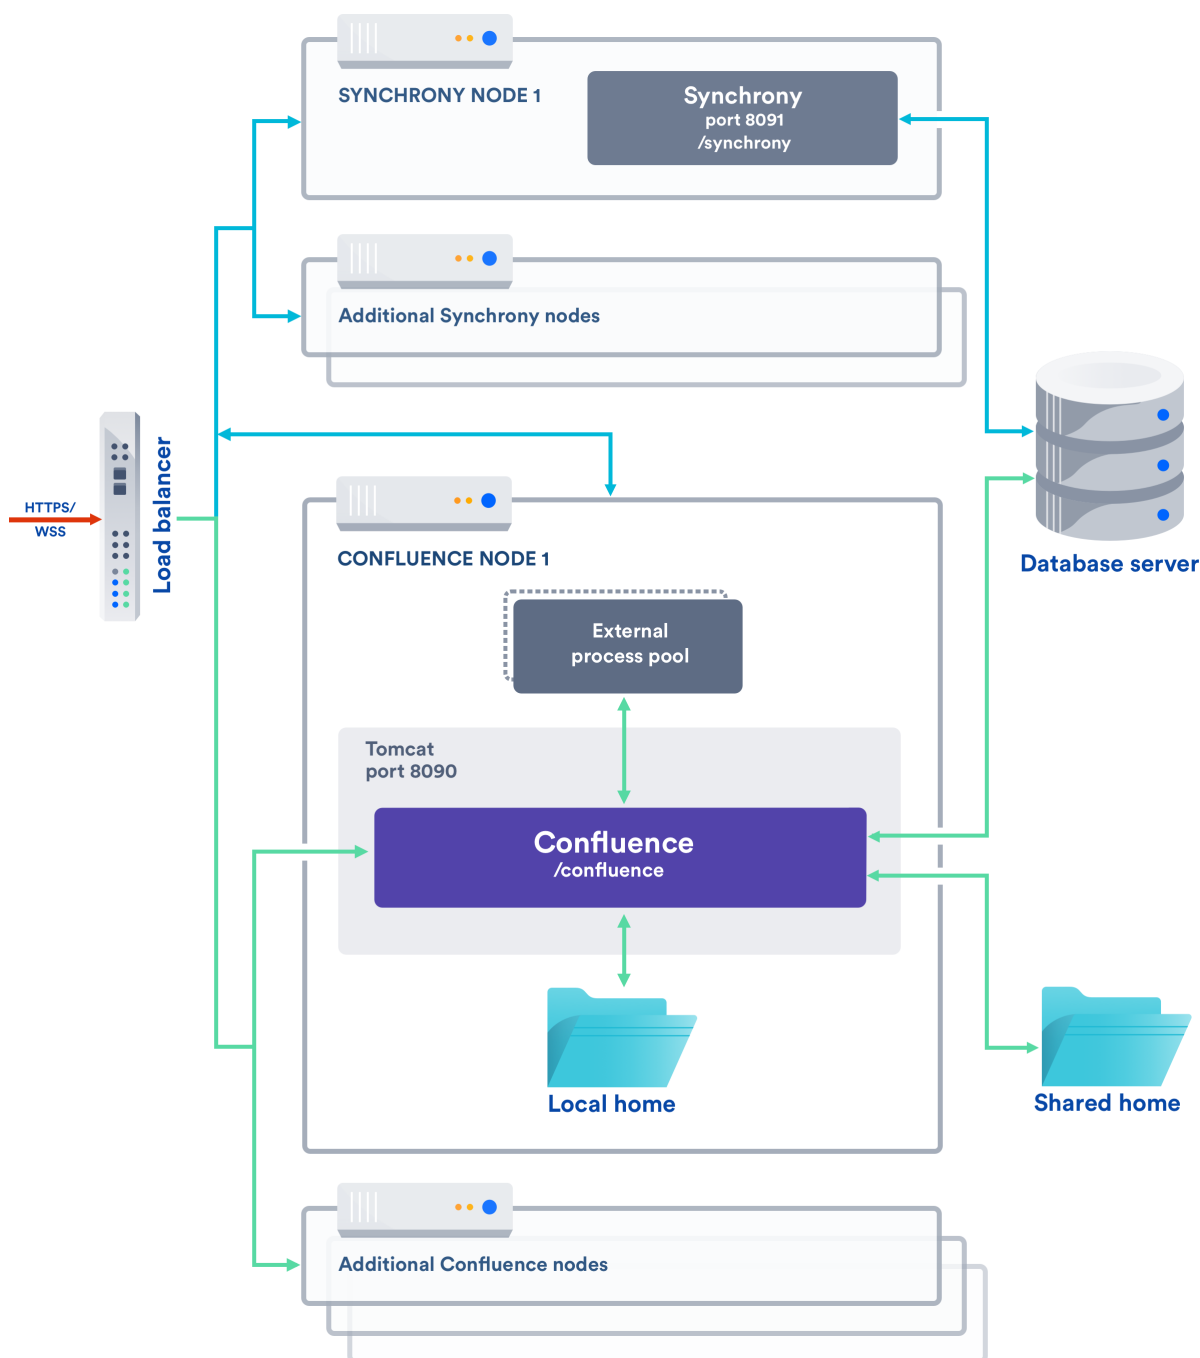 SYNCHRONY NODE 1
Synchrony
port 8091
/synchrony
Additional Synchrony nodes
HTTPS/
WSS
Load balancer
Database server
CONFLUENCE NODE 1
External
process pool
Tomcat
port 8090
Confluence
/confluence
Local home
Shared home
Additional Confluence nodes